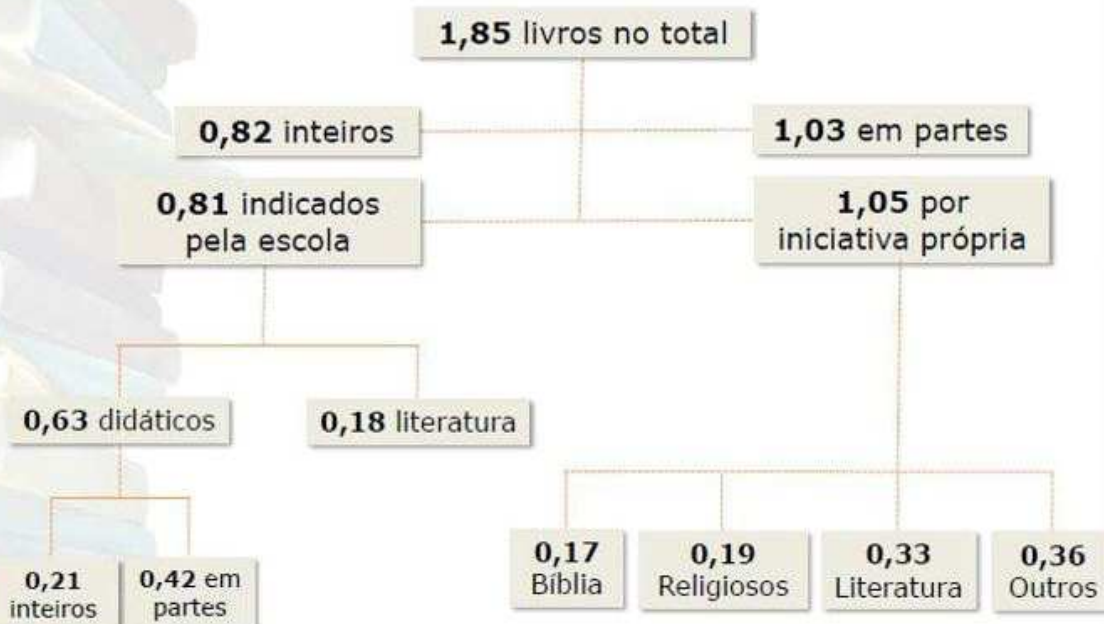 1,85 livros no total
0,82 inteiros
1,03 em partes
0,81 indicados
pela escola
1,05 por
iniciativa própria
0,63 didáticos
0,18 literatura
0,21
inteiros
0,42 em
partes
0,17
Bíblia
0,19
Religiosos
0,33
Literatura
0,36
Outros